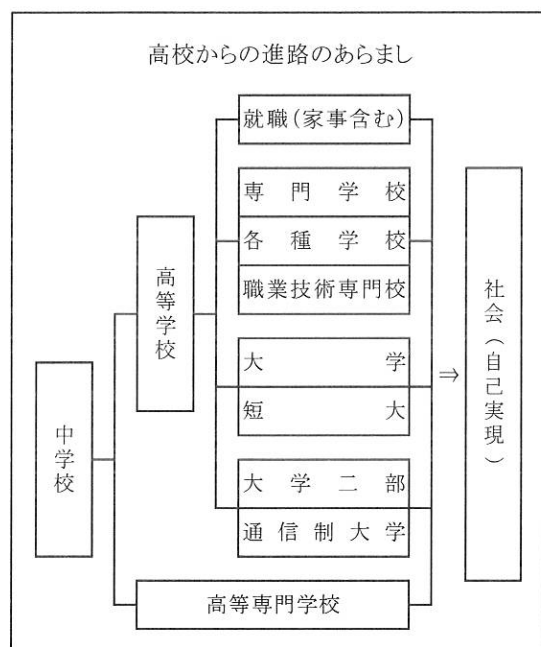 高校からの進路のあらまし
就職(家事含む)
専門学校
各種学校
職業技術専門校
高等学校
大学
短大
社会(自己実現)
⇒
中学校
大学二部
通信制大学
高等専門学校